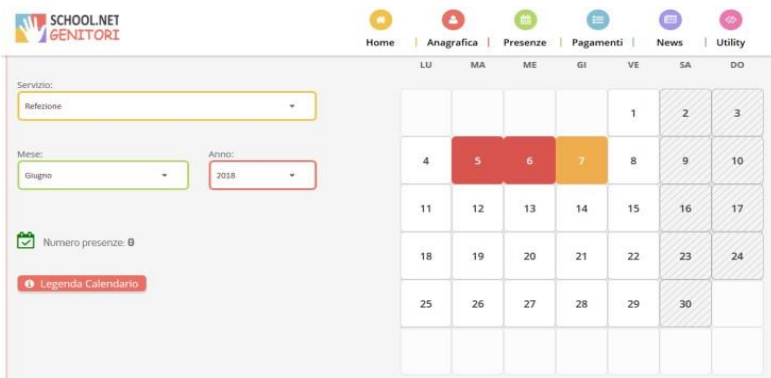 SCHOOL.NET
GENITORI
Home | Anagrafica | Presenze | Pagamenti | News | Utility
LU MA ME GI VE SA DO
Servizio:
Refezione
1 2 3
Mese: Anno:
Giugno 2018
4 5 6 7 8 9 10
11 12 13 14 15 16 17
Numero presenze: 0
18 19 20 21 22 23 24
Legenda Calendario
25 26 27 28 29 30